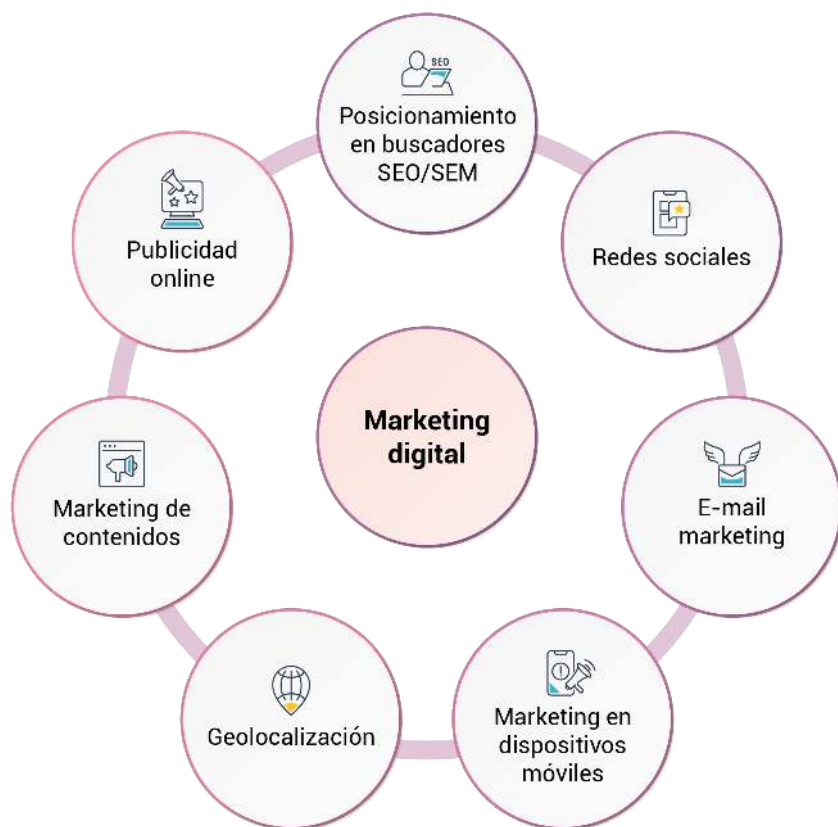 SEO
Posicionamiento
en buscadores
SEO/SEM
Redes sociales
E-mail
marketing
Marketing en
dispositivos
móviles
Geolocalización
Marketing de
contenidos
Publicidad
online
Marketing
digital